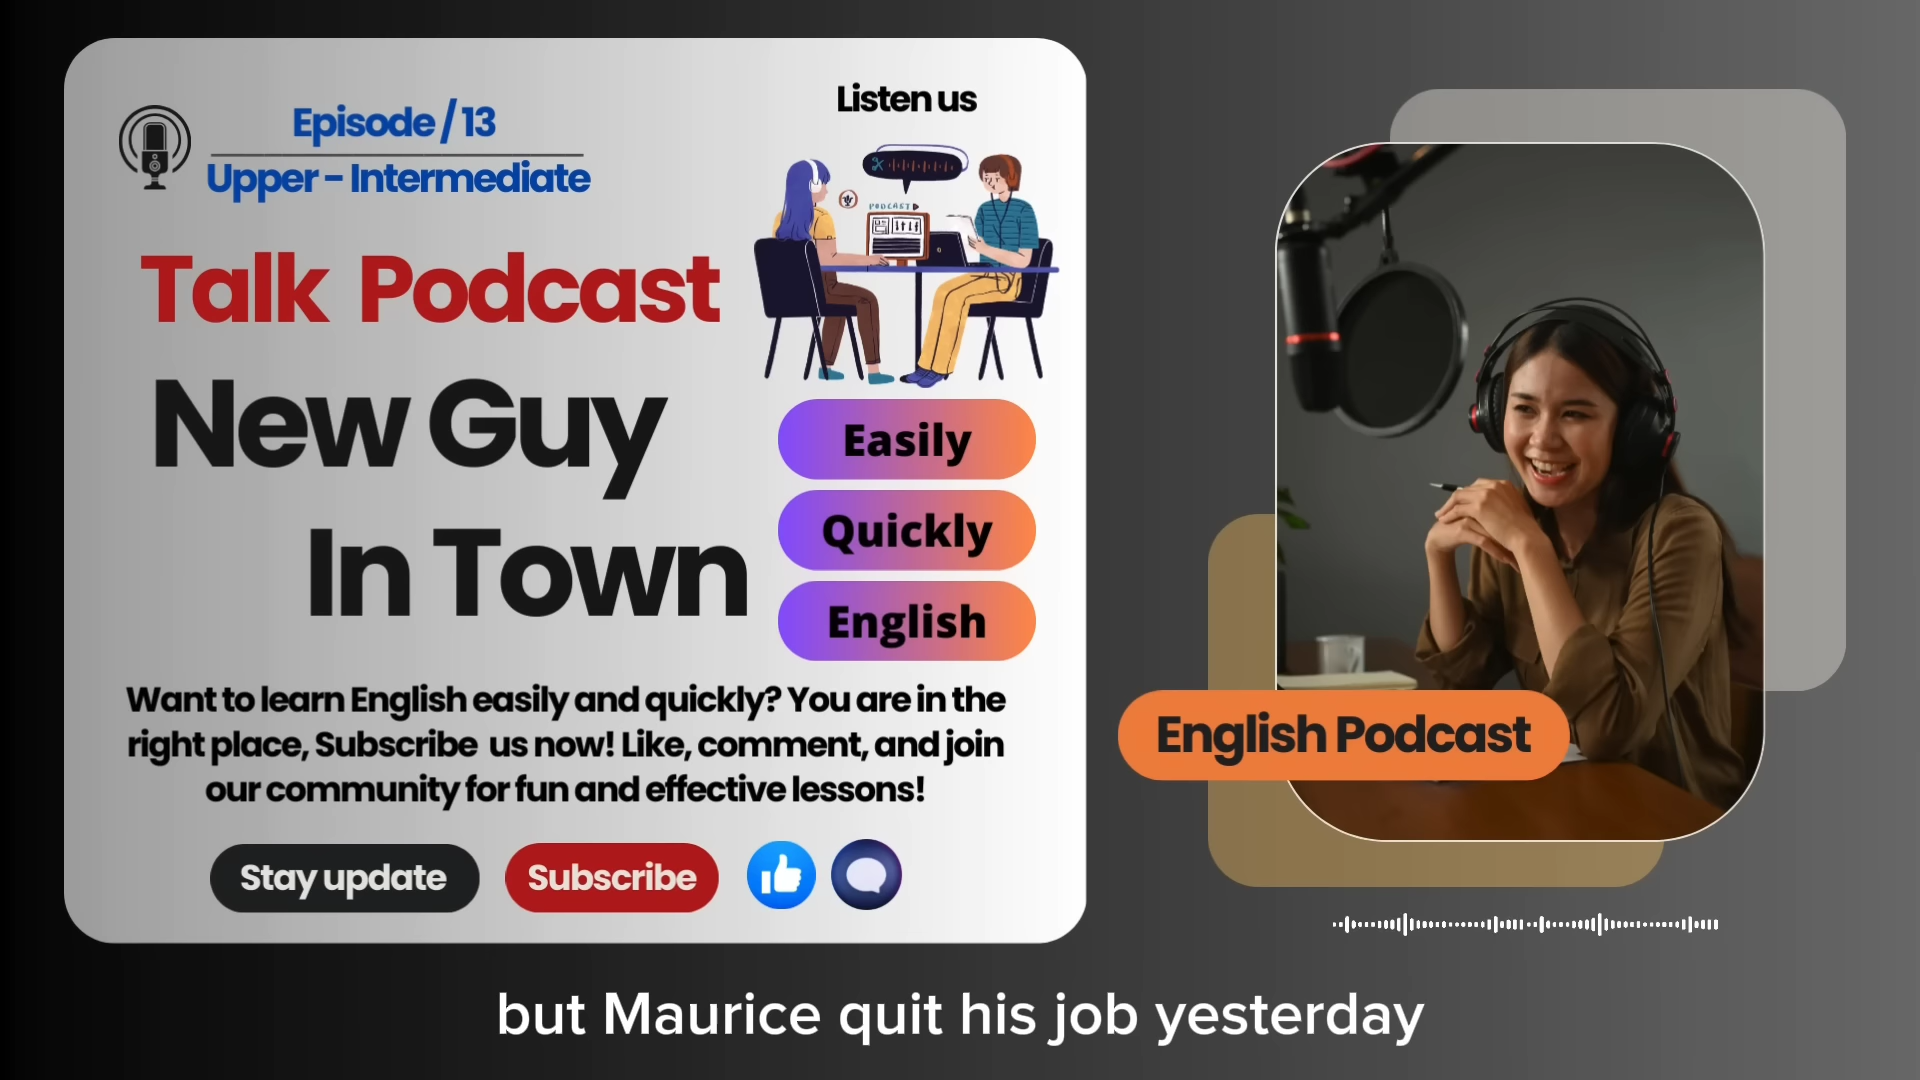 Episode / 13
Upper - Intermediate
Talk Podcast
New Guy
In Town
Listen us
PODCAST
Easily
Quickly
English
Want to learn English easily and quickly? You are in the
right place, Subscribe us now! Like, comment, and join
our community for fun and effective lessons!
Stay update
Subscribe
English Podcast
but Maurice quit his job yesterday